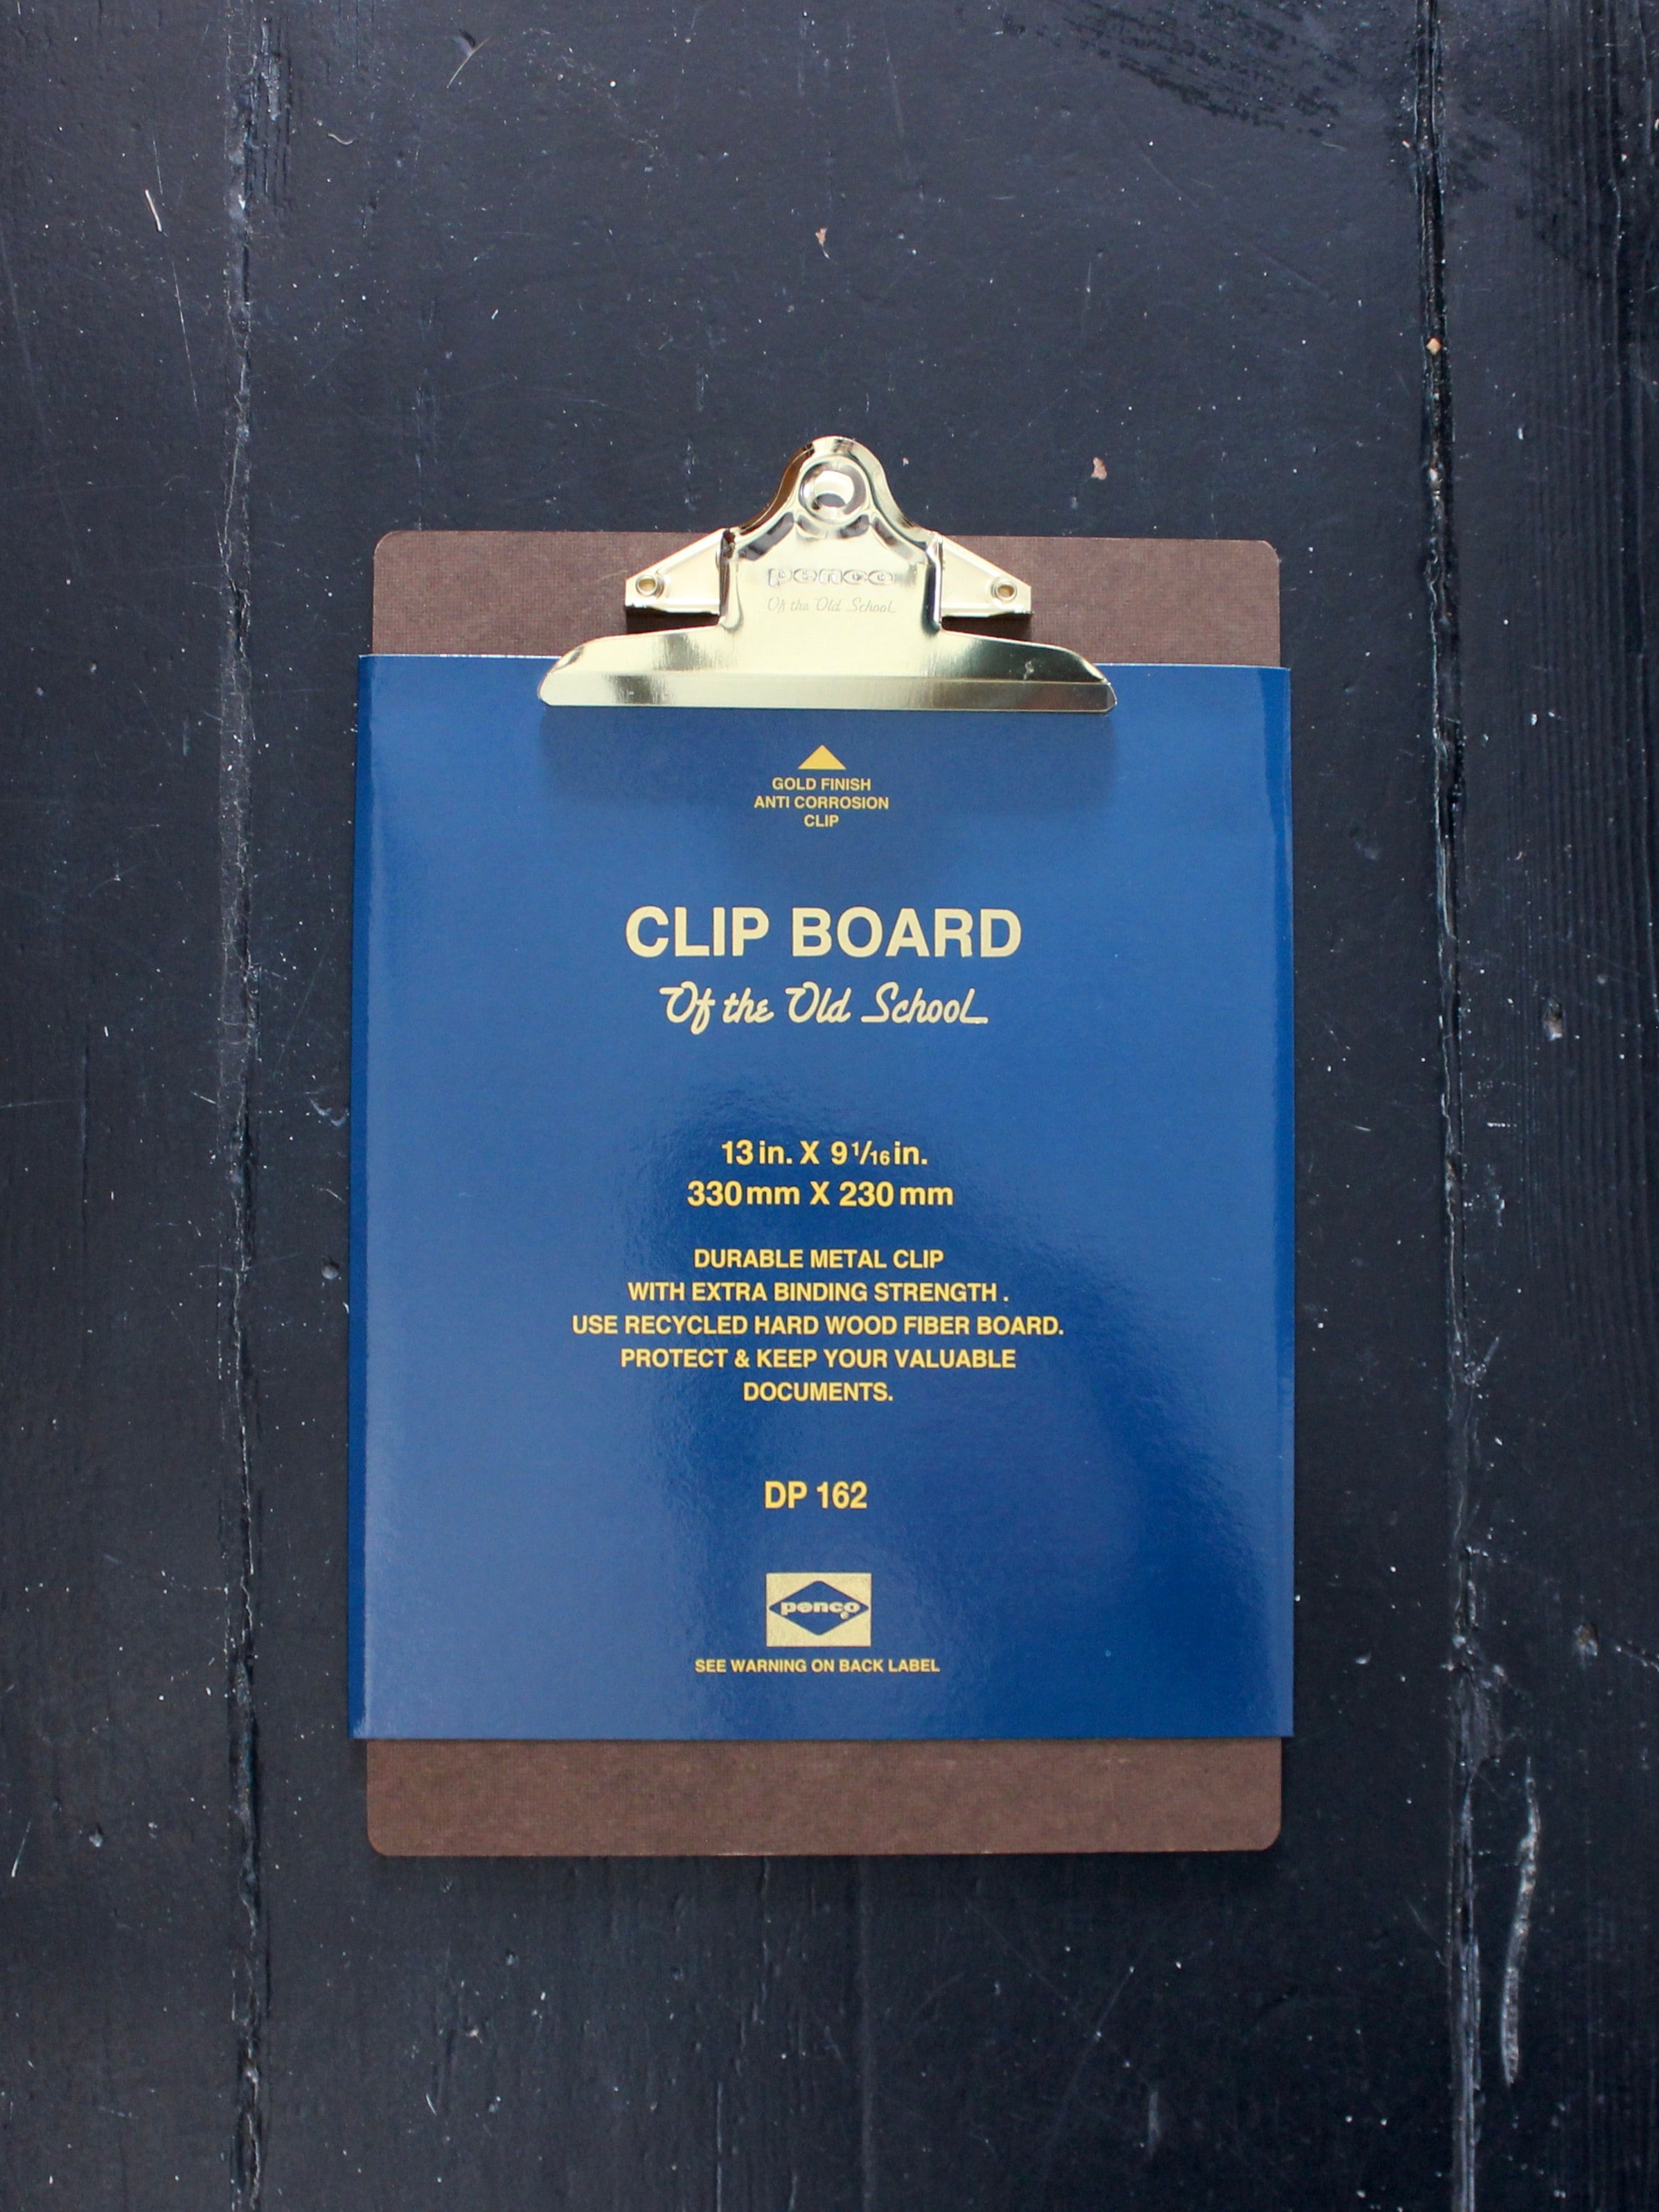 penco
Of the Old School
GOLD FINISH
ANTI CORROSION
CLIP
CLIP BOARD
Of the Old School
13 in. X 9 1/16 in.
330 mm X 230 mm
DURABLE METAL CLIP
WITH EXTRA BINDING STRENGTH .
USE RECYCLED HARD WOOD FIBER BOARD.
PROTECT & KEEP YOUR VALUABLE
DOCUMENTS.
DP 162
penco
SEE WARNING ON BACK LABEL